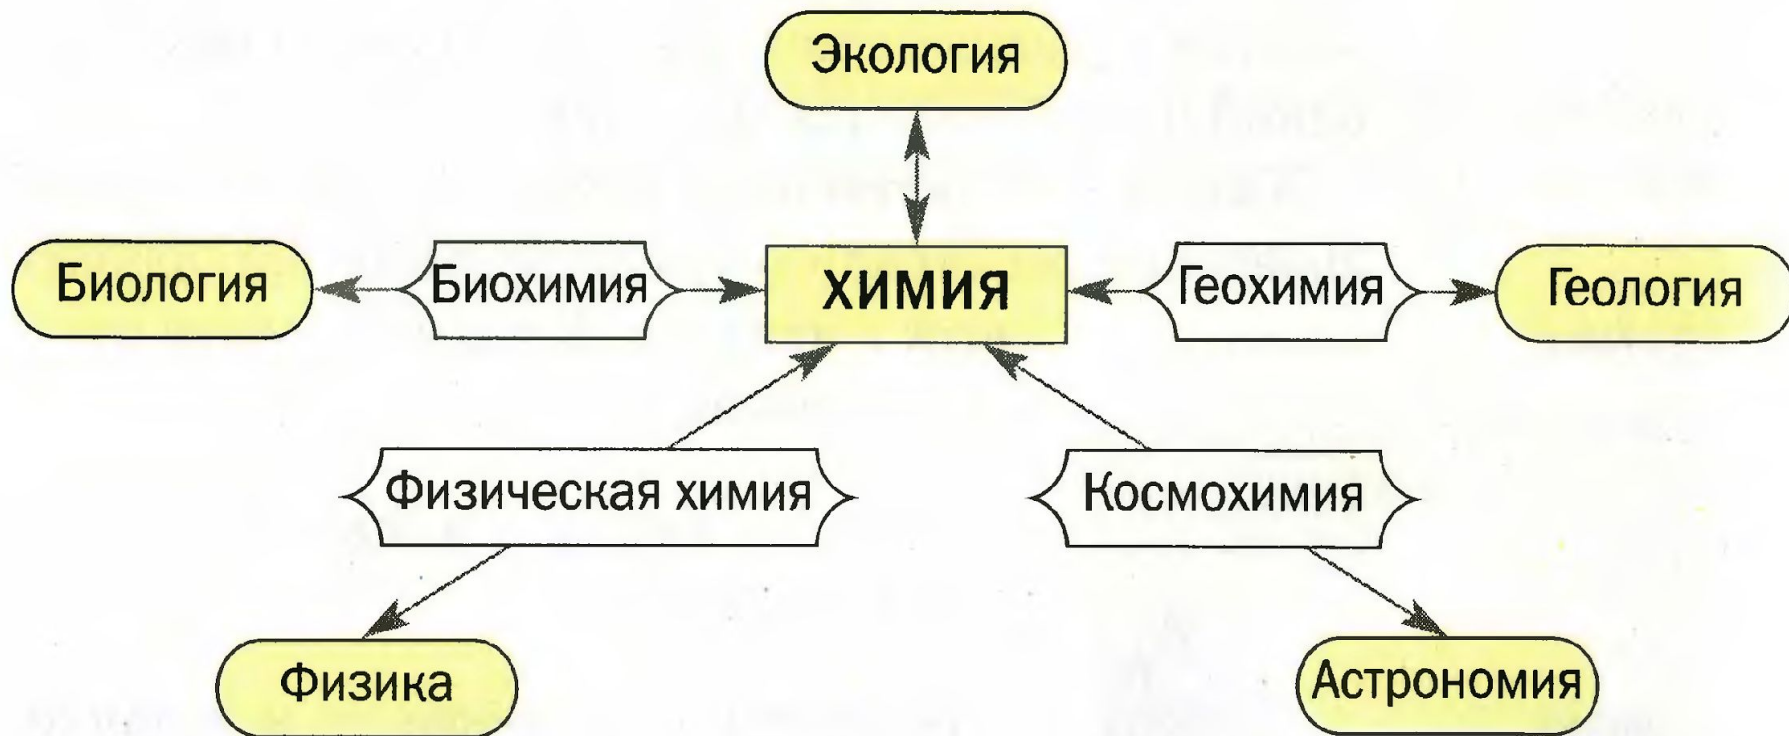 Экология
Биология
Биохимия
ХИМИЯ
Геохимия
Геология
Физическая химия
Космохимия
Физика
Астрономия